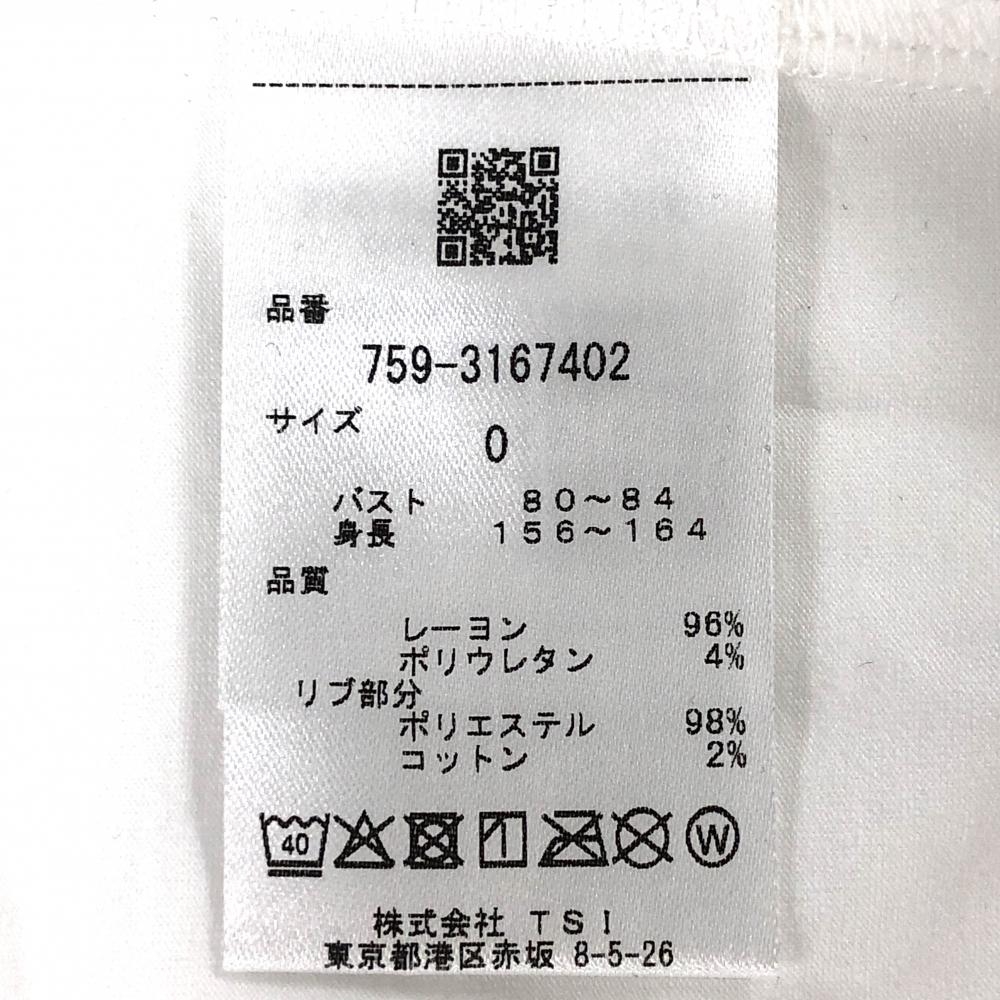 品番
759-3167402
サイズ
0
バスト 80～84
身長 156～164
品質
レーヨン 96%
ポリウレタン 4%
リブ部分
ポリエステル 98%
コットン 2%
40 W
株式会社 TSI
東京都港区赤坂 8-5-26